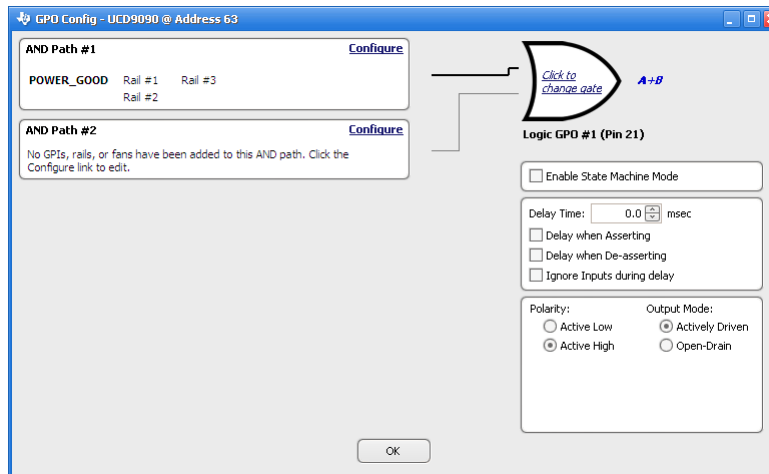 GPO Config - UCD9090 @ Address 63
AND Path #1 Configure
POWER_GOOD Rail #1 Rail #3
Rail #2
AND Path #2 Configure
No GPIs, rails, or fans have been added to this AND path. Click the
Configure link to edit.
Click to
change gate
A+B
Logic GPO #1 (Pin 21)
Enable State Machine Mode
Delay Time: 0.0 msec
Delay when Asserting
Delay when De-asserting
Ignore Inputs during delay
Polarity: Output Mode:
Active Low Actively Driven
Active High Open-Drain
OK